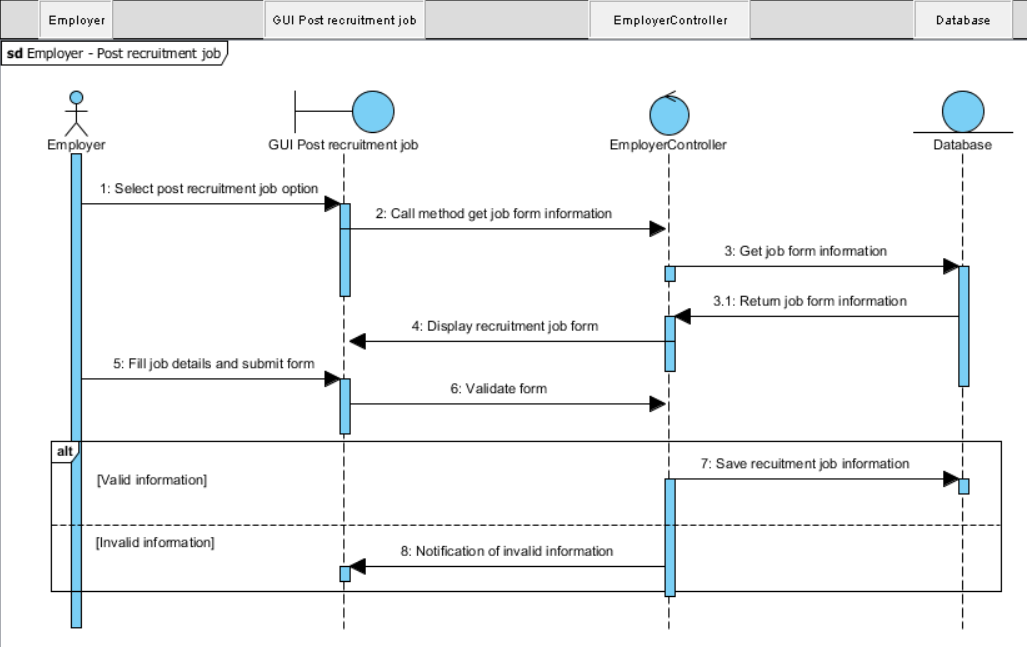 Employer
GUI Post recruitment job
EmployerController
Database
sd Employer - Post recruitment job
Employer
GUI Post recruitment job
EmployerController
Database
1: Select post recruitment job option
2: Call method get job form information
3: Get job form information
3.1: Return job form information
4: Display recruitment job form
5: Fill job details and submit form
6: Validate form
alt
7: Save recuitment job information
[Valid information]
[Invalid information]
8: Notification of invalid information